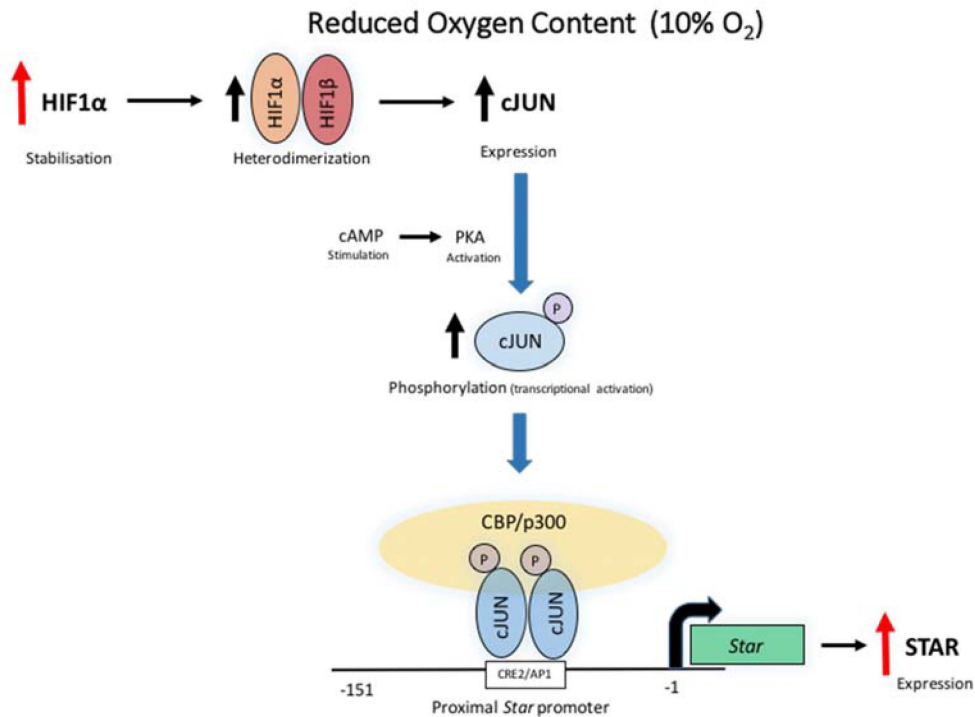 Reduced Oxygen Content (10% O₂)
HIF1α
HIF1α
HIF1β
cJUN
Stabilisation
Heterodimerization
Expression
cAMP
PKA
Stimulation
Activation
P
cJUN
Phosphorylation (transcriptional activation)
CBP/p300
P
P
cJUN
cJUN
Star
STAR
CRE2/AP1
-151
-1
Expression
Proximal Star promoter